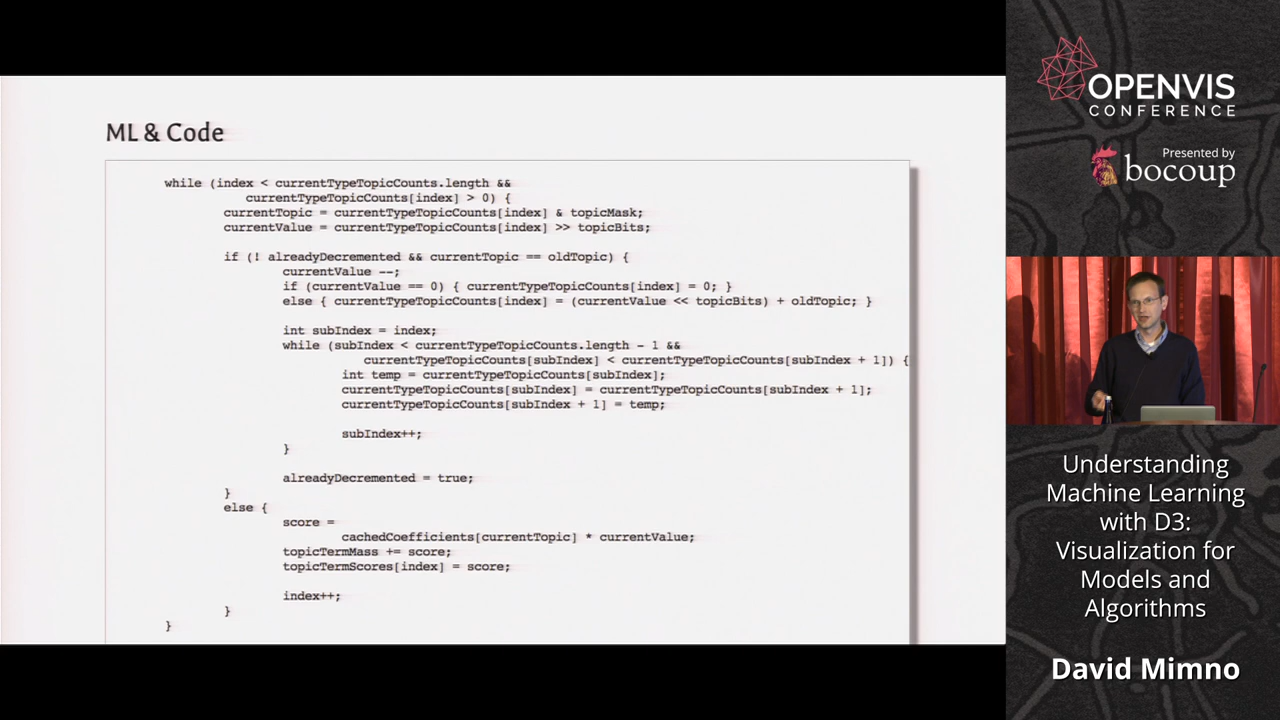 ML & Code
while (index < currentTypeTopicCounts.length &&
currentTypeTopicCounts[index] > 0) {
currentTopic = currentTypeTopicCounts[index] & topicMask;
currentValue = currentTypeTopicCounts[index] >> topicBits;
if (! alreadyDecremented && currentTopic == oldTopic) {
currentValue --;
if (currentValue == 0) { currentTypeTopicCounts[index] = 0; }
else { currentTypeTopicCounts[index] = (currentValue << topicBits) + oldTopic; }
int subIndex = index;
while (subIndex < currentTypeTopicCounts.length - 1 &&
currentTypeTopicCounts[subIndex] < currentTypeTopicCounts[subIndex + 1]) {
int temp = currentTypeTopicCounts[subIndex];
currentTypeTopicCounts[subIndex] = currentTypeTopicCounts[subIndex + 1];
currentTypeTopicCounts[subIndex + 1] = temp;
subIndex++;
}
alreadyDecremented = true;
}
else {
score =
cachedCoefficients[currentTopic] * currentValue;
topicTermMass += score;
topicTermScores[index] = score;
index++;
}
}
OPENVIS
CONFERENCE
Presented by
bocoup
Understanding
Machine Learning
with D3:
Visualization for
Models and
Algorithms
David Mimno